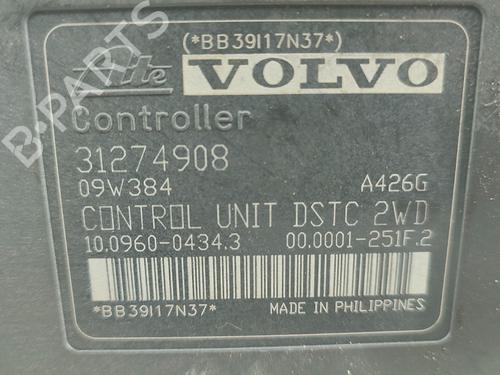 (*BB39I17N37*)
Ate VOLVO
Controller
31274908
09W384 A426G
CONTROL UNIT DSTC 2WD
10.0960-0434.3 00.0001-251F.2
*BB39I17N37* MADE IN PHILIPPINES
B-PARTS